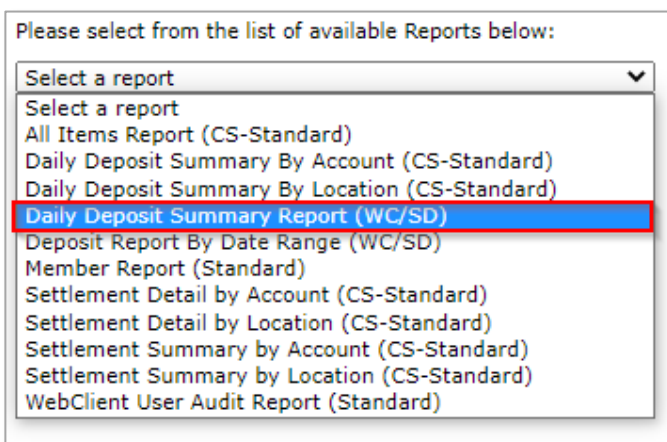 Please select from the list of available Reports below:
Select a report
Select a report
All Items Report (CS-Standard)
Daily Deposit Summary By Account (CS-Standard)
Daily Deposit Summary By Location (CS-Standard)
Daily Deposit Summary Report (WC/SD)
Deposit Report By Date Range (WC/SD)
Member Report (Standard)
Settlement Detail by Account (CS-Standard)
Settlement Detail by Location (CS-Standard)
Settlement Summary by Account (CS-Standard)
Settlement Summary by Location (CS-Standard)
WebClient User Audit Report (Standard)